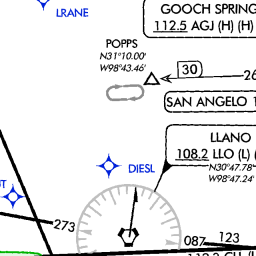 GOOCH SPRING
LRANE
112.5 AGJ (H) (H)
POPPS
N31°10.00'
W98°43.46'
30
26
SAN ANGELO 1
LLANO
108.2 LLO (L) (
N30°47.78'
W98°47.24'
DIESL
273
087
123